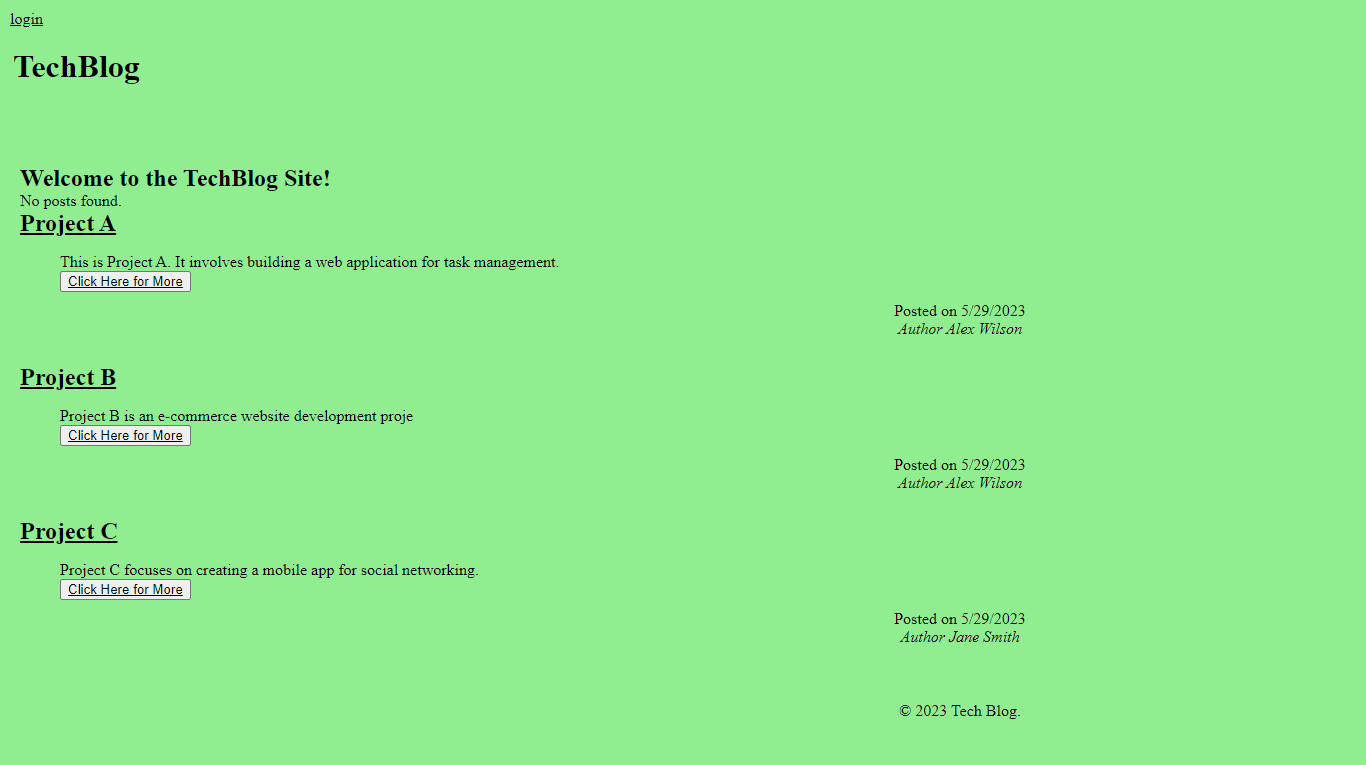 login
TechBlog
Welcome to the TechBlog Site!
No posts found.
Project A
This is Project A. It involves building a web application for task management.
Click Here for More
Posted on 5/29/2023
Author Alex Wilson
Project B
Project B is an e-commerce website development proje
Click Here for More
Posted on 5/29/2023
Author Alex Wilson
Project C
Project C focuses on creating a mobile app for social networking.
Click Here for More
Posted on 5/29/2023
Author Jane Smith
© 2023 Tech Blog.